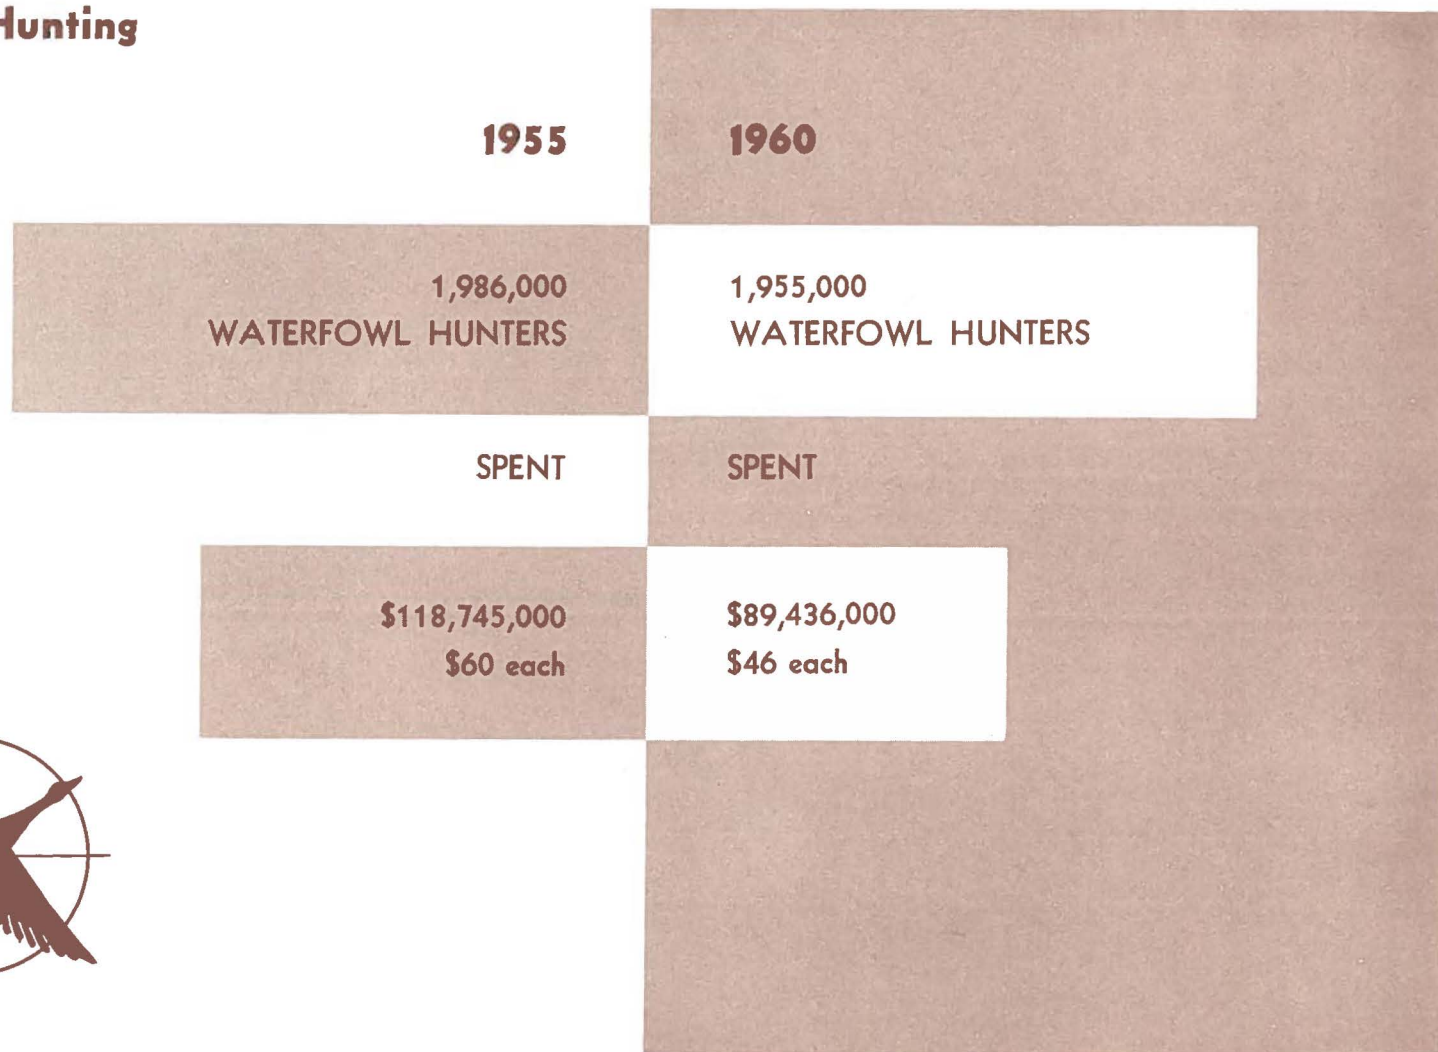 Hunting
1955
1960
1,986,000
WATERFOWL HUNTERS
1,955,000
WATERFOWL HUNTERS
SPENT
SPENT
$118,745,000
$60 each
$89,436,000
$46 each